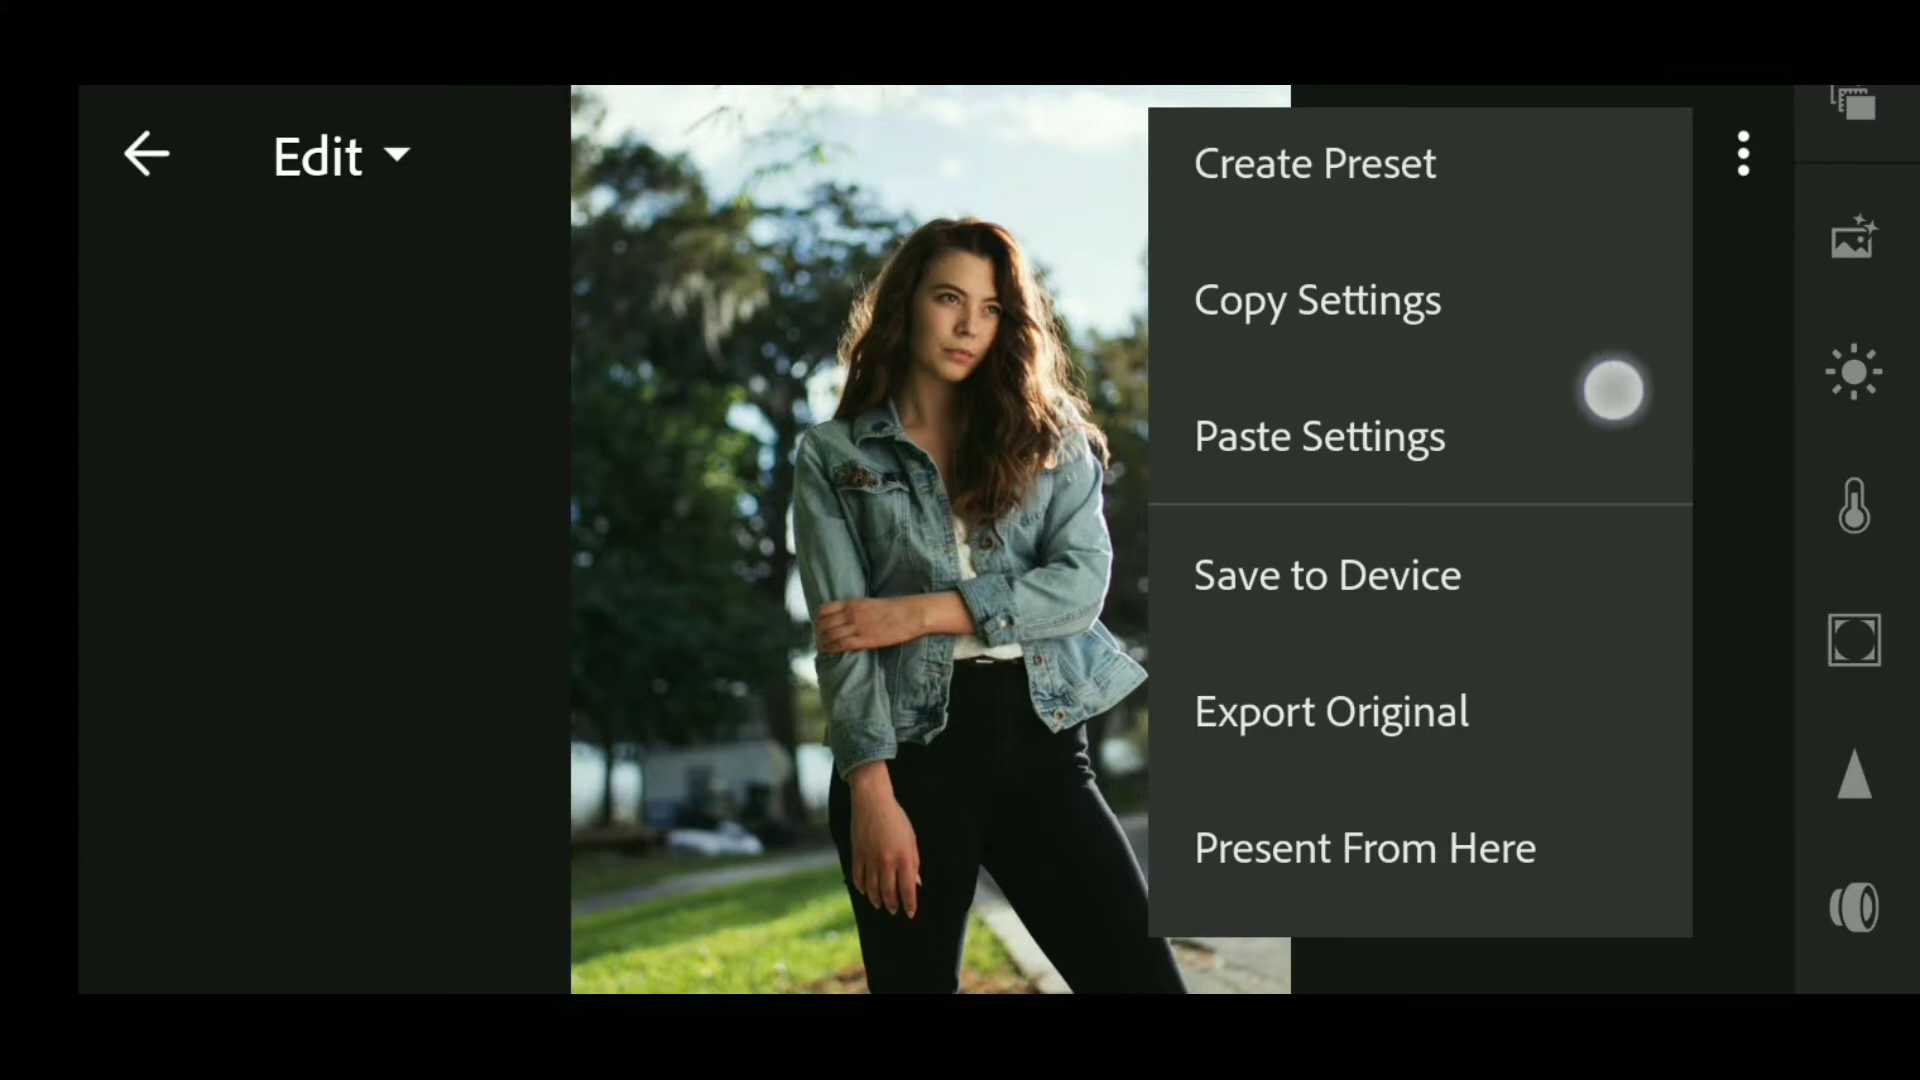 Edit
Create Preset
Copy Settings
Paste Settings
Save to Device
Export Original
Present From Here